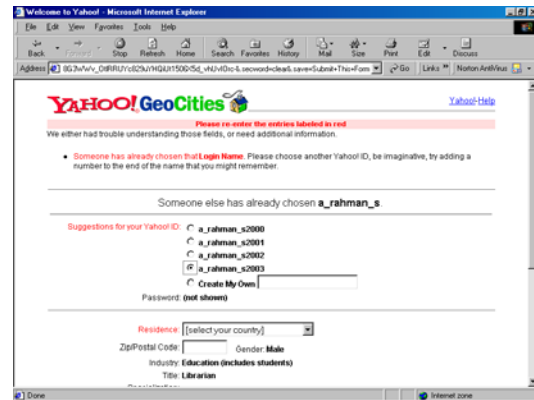 Welcome to Yahoo! - Microsoft Internet Explorer
File Edit View Favorites Tools Help
Back Forward Stop Refresh Home Search Favorites History Mail Size Print Edit Discuss
Address Go Links » Norton AntiVirus
YAHOO! GeoCities
Yahoo!-Help
Please re-enter the entries labeled in red
We either had trouble understanding those fields, or need additional information.
Someone has already chosen that Login Name. Please choose another Yahoo! ID, be imaginative, try adding a
number to the end of the name that you might remember.
Someone else has already chosen a_rahman_s.
Suggestions for your Yahoo! ID:
a_rahman_s2000
a_rahman_s2001
a_rahman_s2002
a_rahman_s2003
Create My Own
Password: (not shown)
Residence: [select your country]
Zip/Postal Code: Gender: Male
Industry: Education (includes students)
Title: Librarian
Done Internet zone